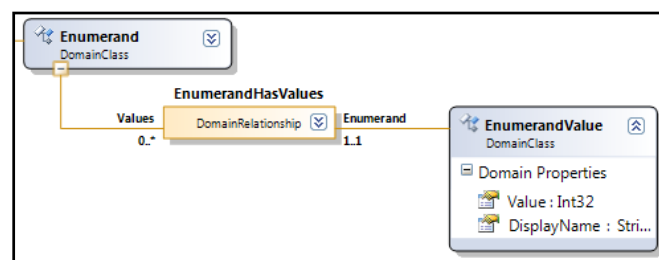 Enumerand
DomainClass
EnumerandHasValues
Values
DomainRelationship
Enumerand
0..*
1..1
EnumerandValue
DomainClass
Domain Properties
Value : Int32
DisplayName : Stri...